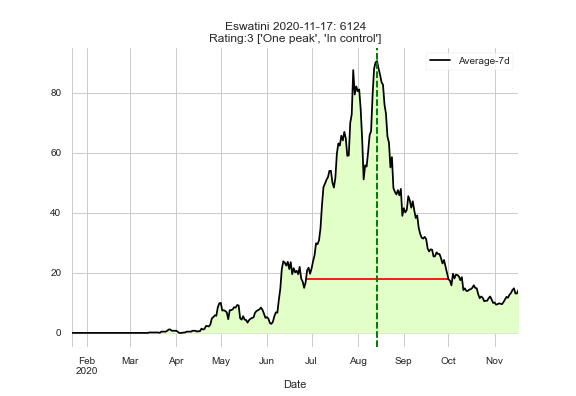 Eswatini 2020-11-17: 6124
Rating:3 ['One peak', 'In control']
Average-7d
80
60
40
20
0
Feb Mar Apr May Jun Jul Aug Sep Oct Nov
2020
Date